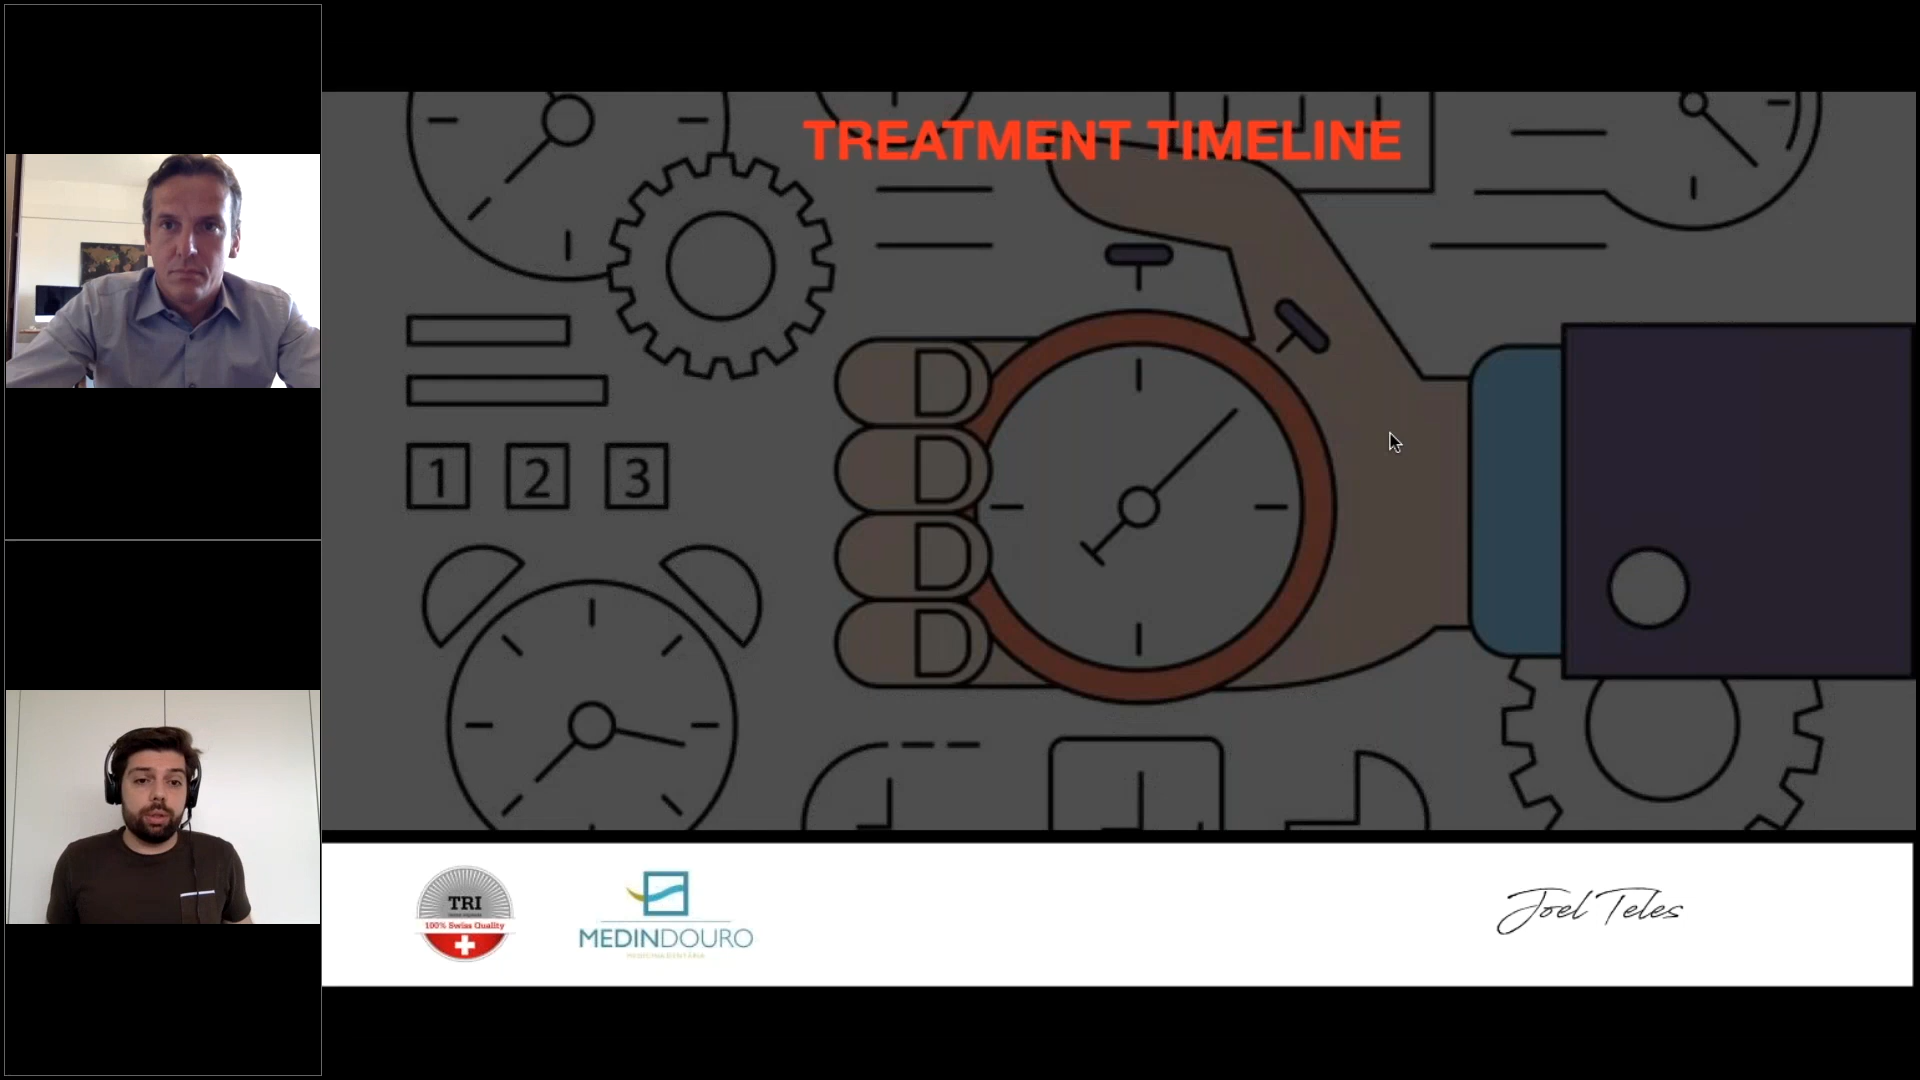 TREATMENT TIMELINE
1 2 3
TRI
100% Swiss Quality
MEDINDOURO
Joel Teles